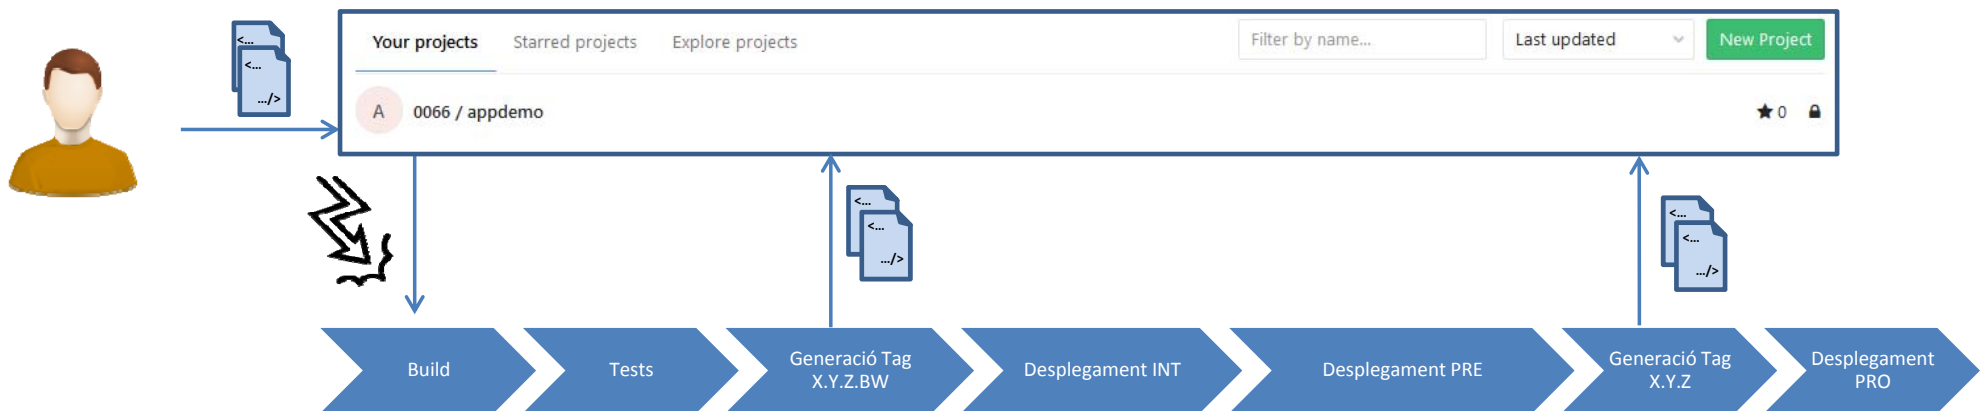 <...
<...
.../>
Your projects Starred projects Explore projects Filter by name... Last updated New Project
A 0066 / appdemo 0
<...
<...
.../>
<...
<...
.../>
Build
Tests
Generació Tag
X.Y.Z.BW
Desplegament INT
Desplegament PRE
Generació Tag
X.Y.Z
Desplegament
PRO